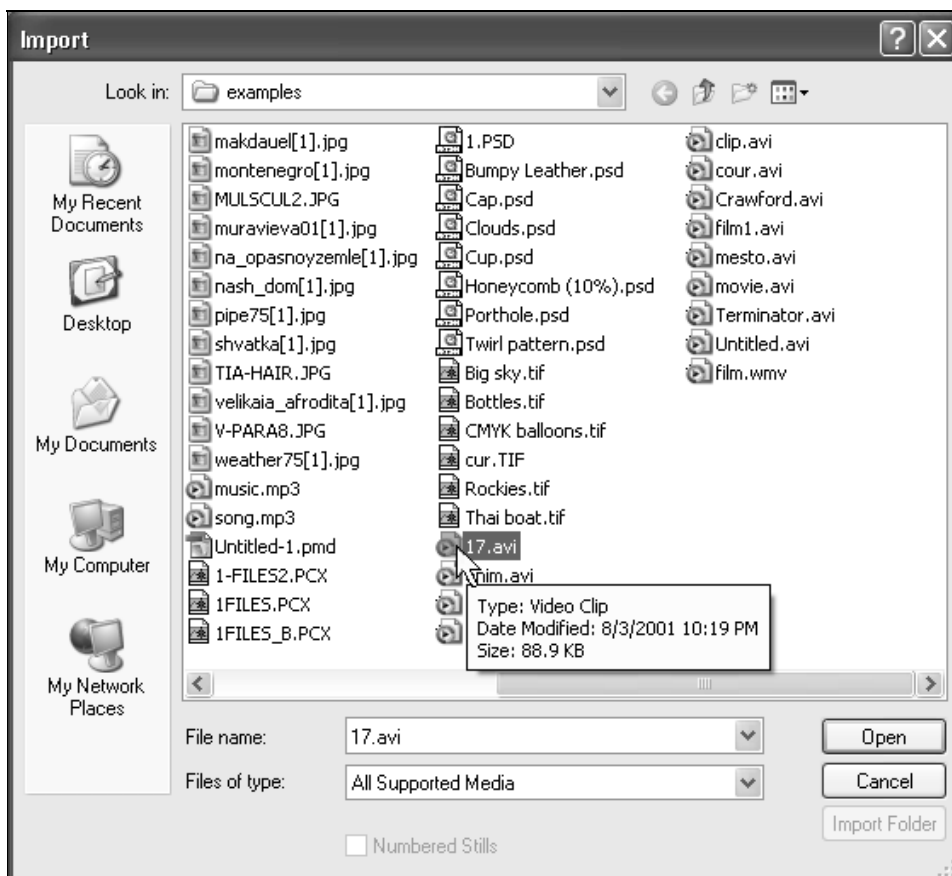 Import
Look in:
examples
My Recent
Documents
Desktop
My Documents
My Computer
My Network
Places
makdauel[1].jpg
montenegro[1].jpg
MULSCUL2.JPG
muravieva01[1].jpg
na_opasnoyzemle[1].jpg
nash_dom[1].jpg
pipe75[1].jpg
shvatka[1].jpg
TIA-HAIR.JPG
velikaia_afrodita[1].jpg
V-PARA8.JPG
weather75[1].jpg
music.mp3
song.mp3
Untitled-1.pmd
1-FILES2.PCX
1FILES.PCX
1FILES_B.PCX
1.PSD
Bumpy Leather.psd
Cap.psd
Clouds.psd
Cup.psd
Honeycomb (10%).psd
Porthole.psd
Twirl pattern.psd
Big sky.tif
Bottles.tif
CMYK balloons.tif
cur.TIF
Rockies.tif
Thai boat.tif
17.avi
Type: Video Clip
Date Modified: 8/3/2001 10:19 PM
Size: 88.9 KB
clip.avi
cour.avi
Crawford.avi
film1.avi
mesto.avi
movie.avi
Terminator.avi
Untitled.avi
film.wmv
File name:
17.avi
Open
Files of type:
All Supported Media
Cancel
Import Folder
Numbered Stills